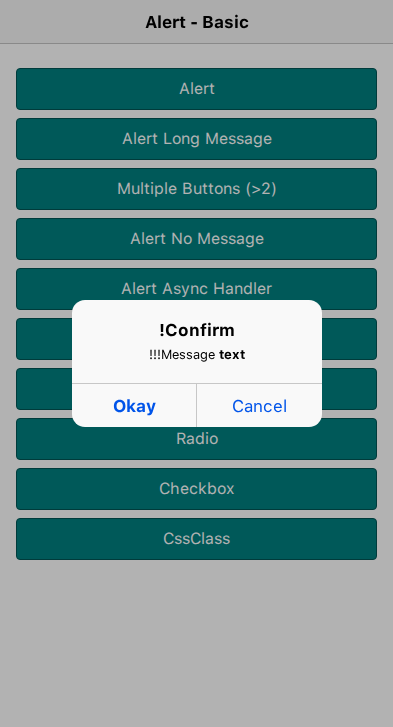 Alert - Basic
Alert
Alert Long Message
Multiple Buttons (>2)
Alert No Message
Alert Async Handler
!Confirm
!!!Message text
Okay Cancel
Radio
Checkbox
CssClass